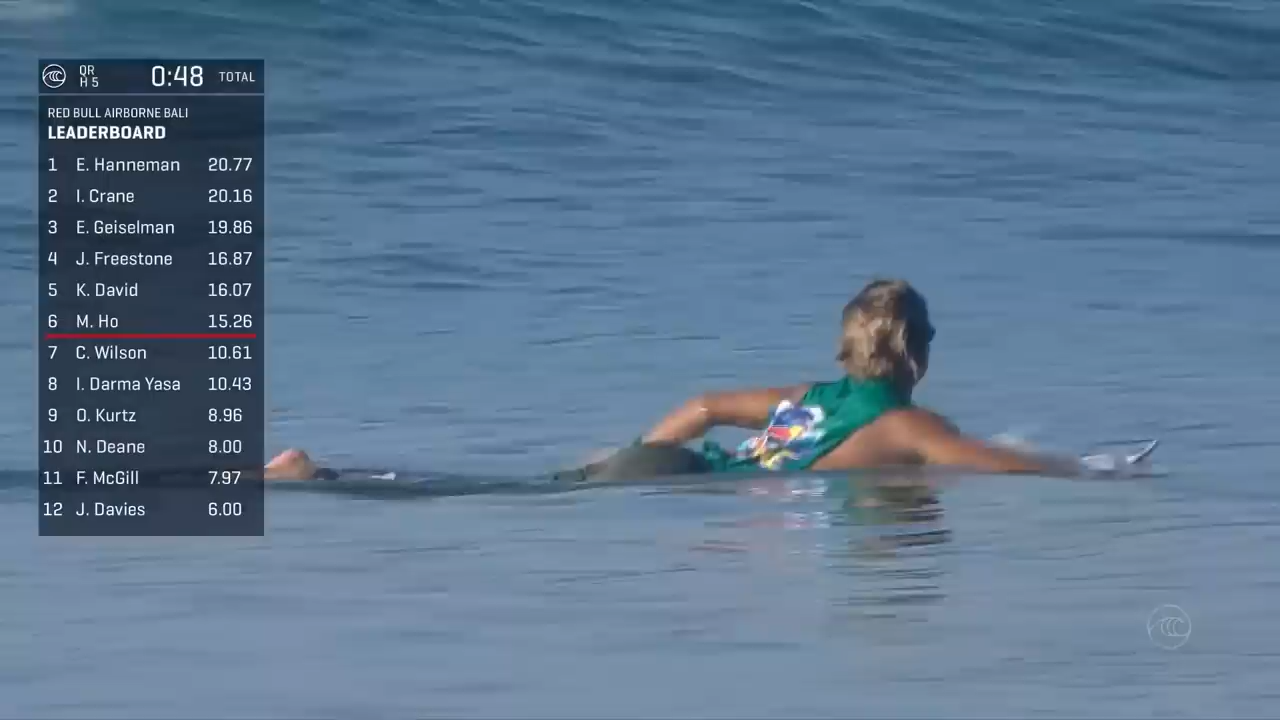 QR
H 5
0:48 TOTAL
RED BULL AIRBORNE BALI
LEADERBOARD
1 E. Hanneman 20.77
2 I. Crane 20.16
3 E. Geiselman 19.86
4 J. Freestone 16.87
5 K. David 16.07
6 M. Ho 15.26
7 C. Wilson 10.61
8 I. Darma Yasa 10.43
9 O. Kurtz 8.96
10 N. Deane 8.00
11 F. McGill 7.97
12 J. Davies 6.00